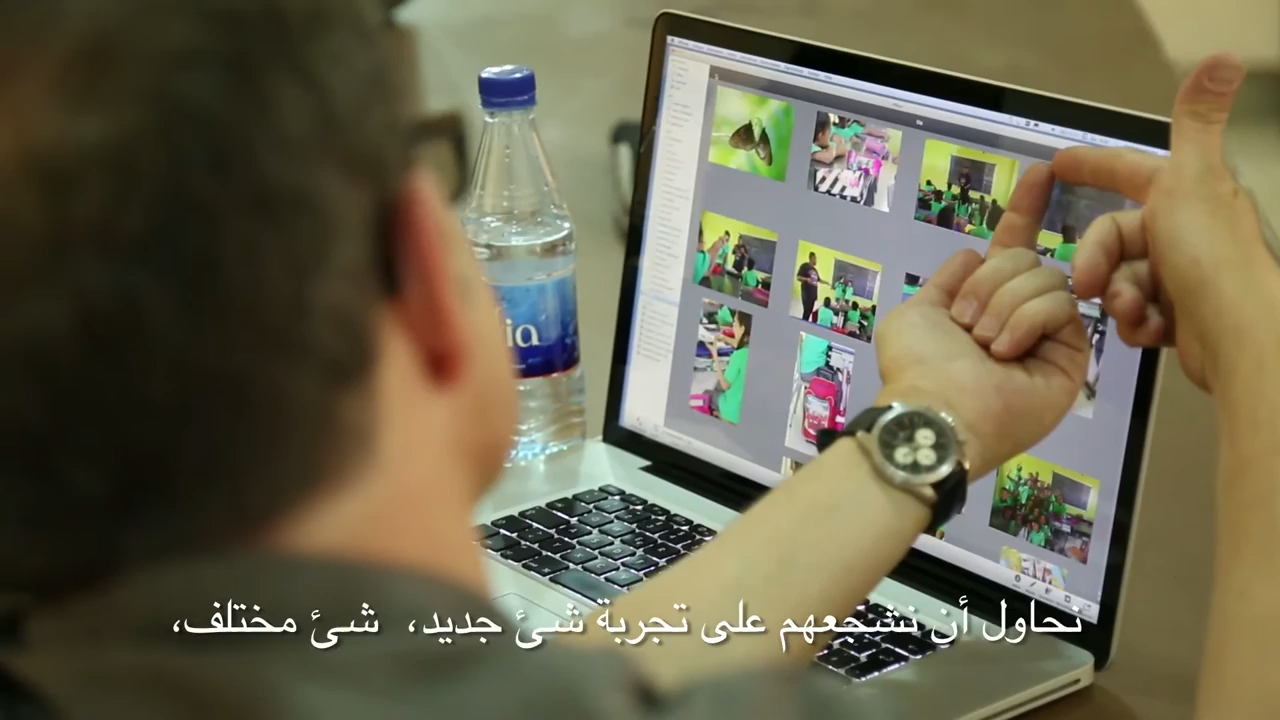 نحاول أن نشجعهم على تجربة شئ جديد، شئ مختلف،